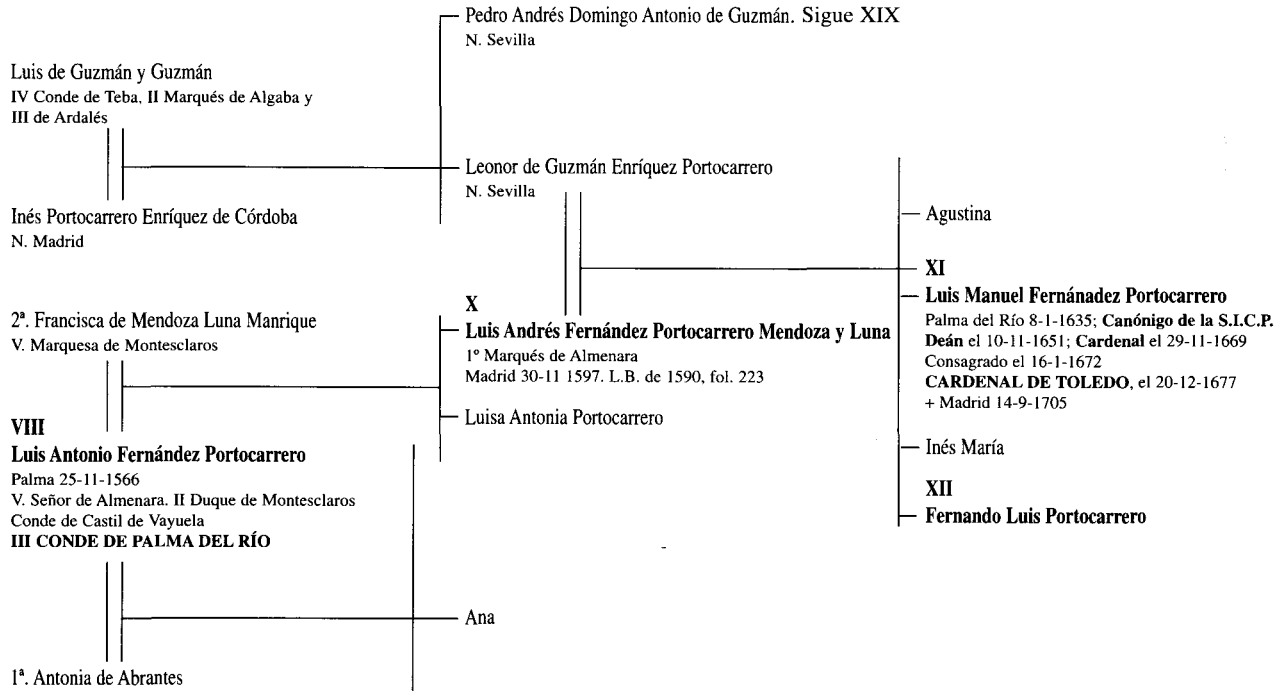 Pedro Andrés Domingo Antonio de Guzmán. Sigue XIX
N. Sevilla
Luis de Guzmán y Guzmán
IV Conde de Teba, II Marqués de Algaba y
III de Ardalés
Leonor de Guzmán Enríquez Portocarrero
N. Sevilla
Inés Portocarrero Enríquez de Córdoba
N. Madrid
Agustina
XI
Luis Manuel Fernánadez Portocarrero
Palma del Río 8-1-1635; Canónigo de la S.I.C.P.
Deán el 10-11-1651; Cardenal el 29-11-1669
Consagrado el 16-1-1672
CARDENAL DE TOLEDO, el 20-12-1677
+ Madrid 14-9-1705
2ª. Francisca de Mendoza Luna Manrique
V. Marquesa de Montesclaros
X
Luis Andrés Fernández Portocarrero Mendoza y Luna
1º Marqués de Almenara
Madrid 30-11 1597. L.B. de 1590, fol. 223
Luisa Antonia Portocarrero
VIII
Luis Antonio Fernández Portocarrero
Palma 25-11-1566
V. Señor de Almenara. II Duque de Montesclaros
Conde de Castil de Vayuela
III CONDE DE PALMA DEL RÍO
Inés María
XII
Fernando Luis Portocarrero
Ana
1ª. Antonia de Abrantes